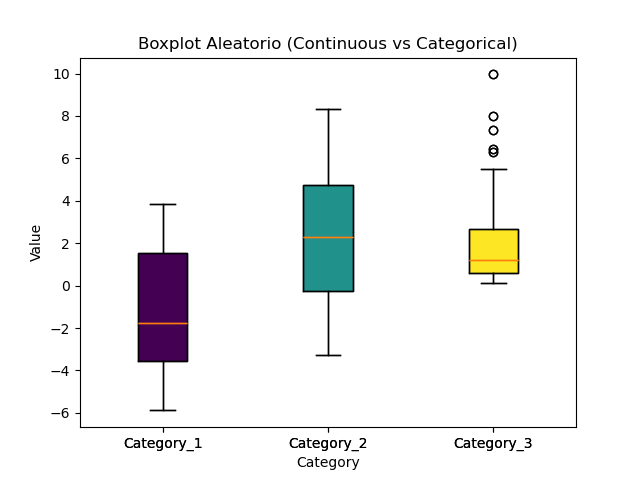 Boxplot Aleatorio (Continuous vs Categorical)
10
8
6
4
2
0
−2
−4
−6
Value
Category_1
Category_2
Category_3
Category